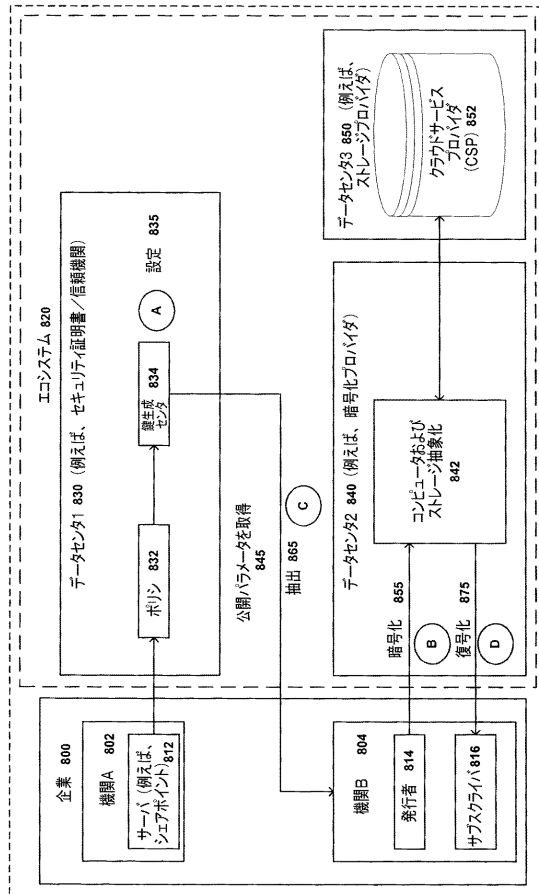 企業 800
機関A 802
サーバ (例えば、
シェアポイント) 812
機関B 804
発行者 814
サブスクライバ 816
エコシステム 820
データセンタ1 830 (例えば、セキュリティ証明書/信頼機関)
ポリシ
832
鍵生成
センタ
834
A
設定 835
公開パラメータを取得
845
抽出 865
C
暗号化 855
B
復号化 875
D
データセンタ2 840 (例えば、暗号化プロバイダ)
コンピュータおよび
ストレージ抽象化
842
データセンタ3 850 (例えば、
ストレージプロバイダ)
クラウドサービス
プロバイダ
(CSP) 852